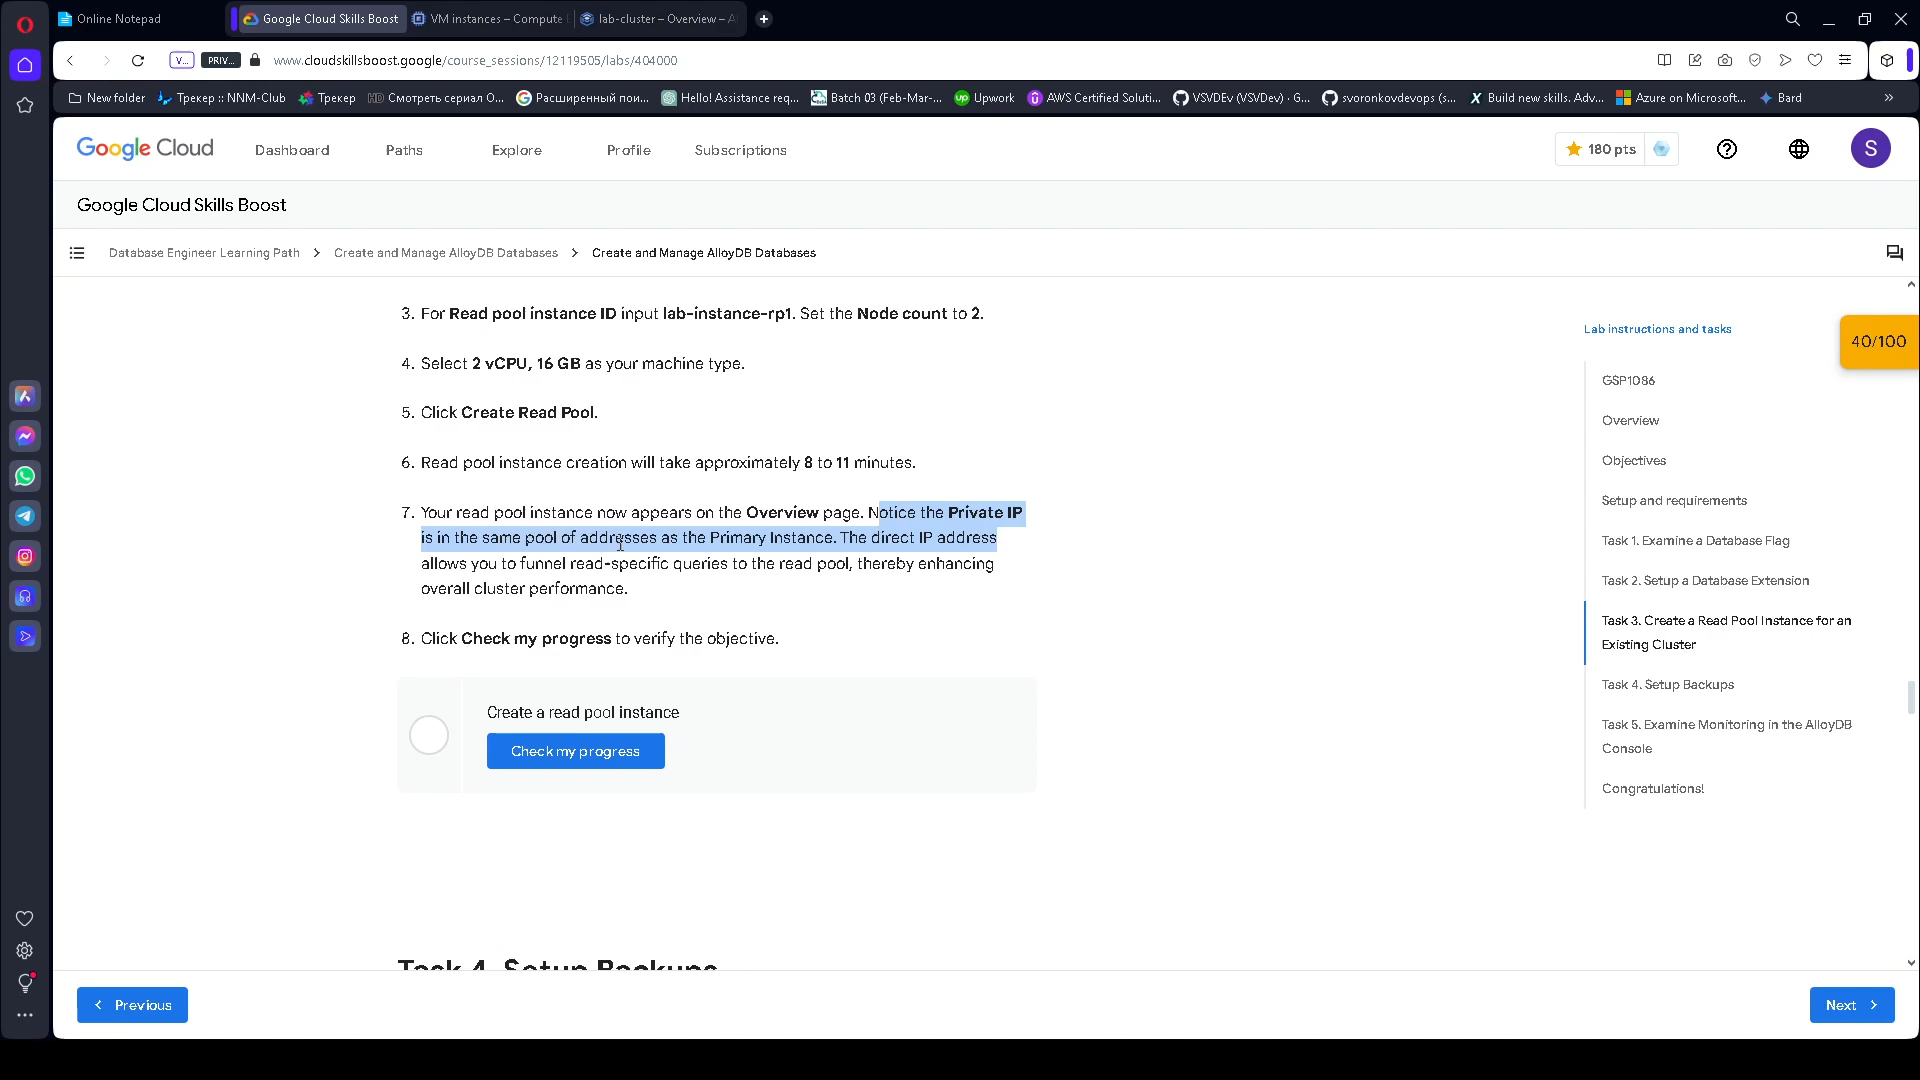 Online Notepad
Google Cloud Skills Boost
VM instances – Compute
lab-cluster – Overview – A
V...
PRIV...
www.cloudskillsboost.google/course_sessions/12119505/labs/404000
New folder
Трекер :: NNM-Club
Трекер
Смотреть сериал О...
Расширенный пои...
Hello! Assistance req...
Batch 03 (Feb-Mar-...
Upwork
AWS Certified Soluti...
VSVDEv (VSVDev) · G...
svoronkovdevops (s...
Build new skills. Adv...
Azure on Microsoft...
Bard
Google Cloud
Dashboard
Paths
Explore
Profile
Subscriptions
180 pts
S
Google Cloud Skills Boost
Database Engineer Learning Path
Create and Manage AlloyDB Databases
Create and Manage AlloyDB Databases
3. For Read pool instance ID input lab-instance-rp1. Set the Node count to 2.
4. Select 2 vCPU, 16 GB as your machine type.
5. Click Create Read Pool.
6. Read pool instance creation will take approximately 8 to 11 minutes.
7. Your read pool instance now appears on the Overview page. Notice the Private IP
is in the same pool of addresses as the Primary Instance. The direct IP address
allows you to funnel read-specific queries to the read pool, thereby enhancing
overall cluster performance.
8. Click Check my progress to verify the objective.
Create a read pool instance
Check my progress
Task 4. Setup Backups
Lab instructions and tasks
40/100
GSP1086
Overview
Objectives
Setup and requirements
Task 1. Examine a Database Flag
Task 2. Setup a Database Extension
Task 3. Create a Read Pool Instance for an
Existing Cluster
Task 4. Setup Backups
Task 5. Examine Monitoring in the AlloyDB
Console
Congratulations!
Previous
Next